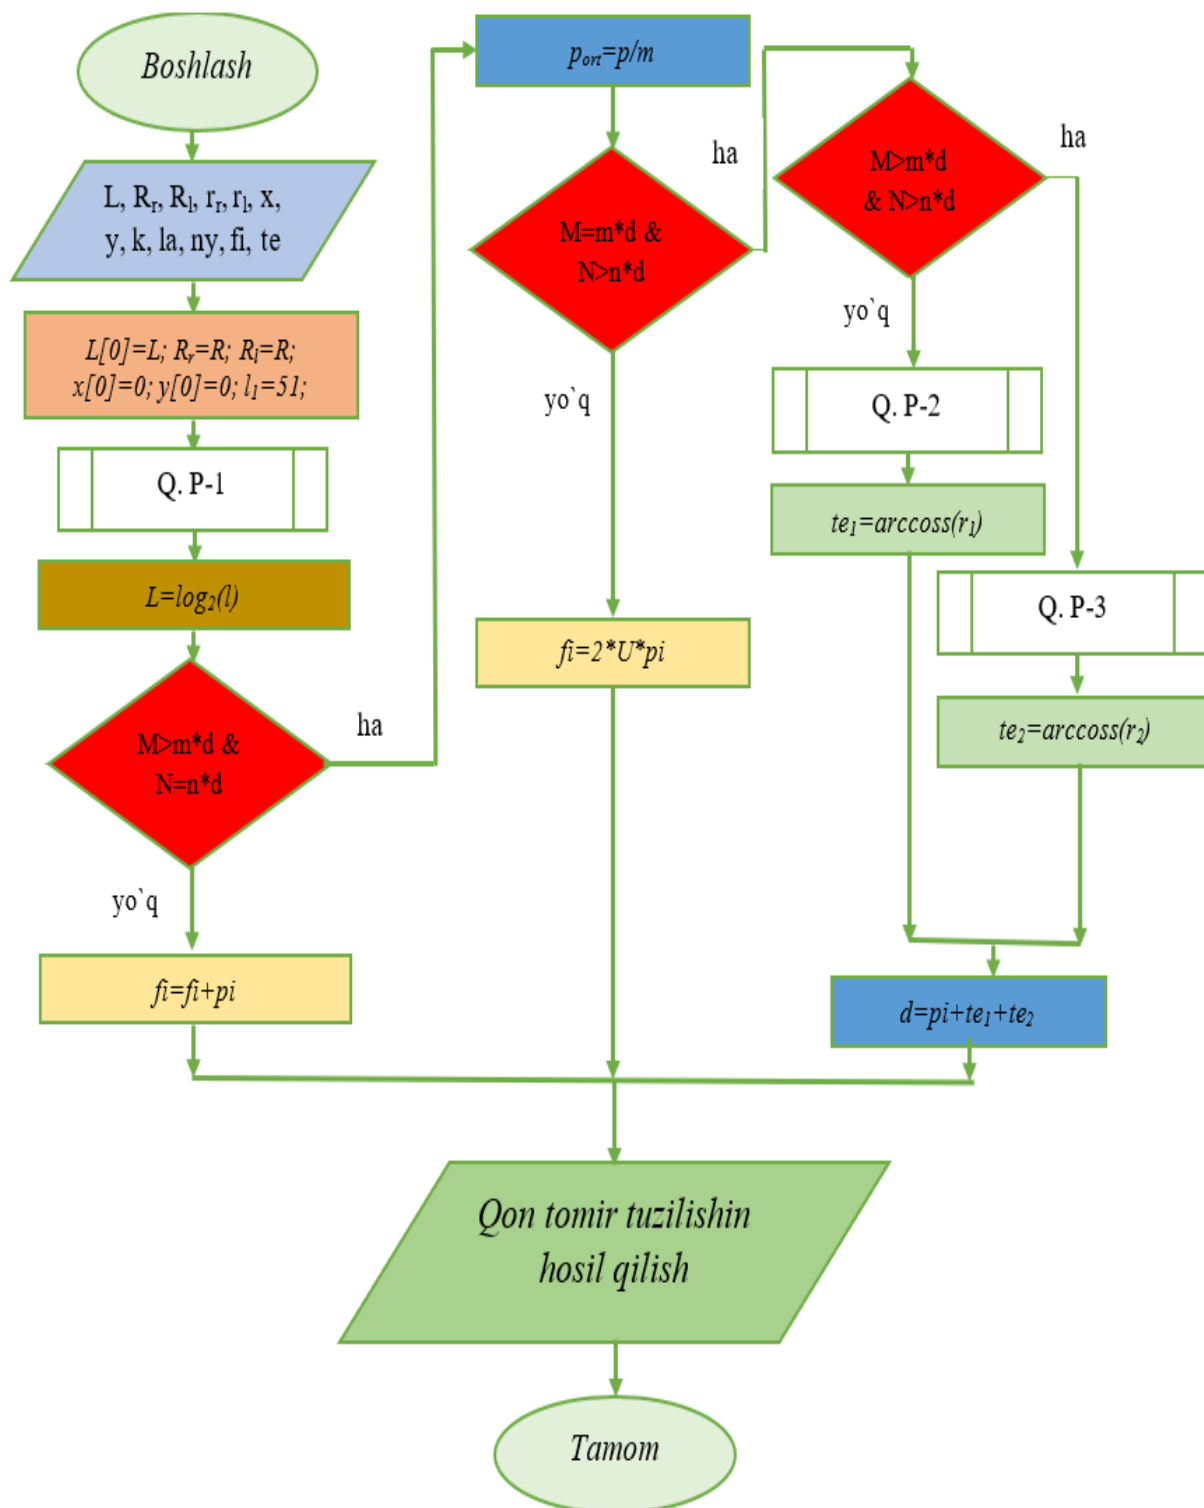 Boshlash
L, Rr, Rl, rr, rl, x,
y, k, la, ny, fi, te
L[0]=L; Rr=R; Rl=R;
x[0]=0; y[0]=0; l1=51;
Q. P-1
L=log2(l)
M>m*d &
N=n*d
ha
yo`q
fi=fi+pi
port=p/m
M=m*d &
N>n*d
ha
yo`q
fi=2*U*pi
M>m*d
& N>n*d
ha
yo`q
Q. P-2
te1=arccoss(r1)
Q. P-3
te2=arccoss(r2)
d=pi+te1+te2
Qon tomir tuzilishin
hosil qilish
Tamom